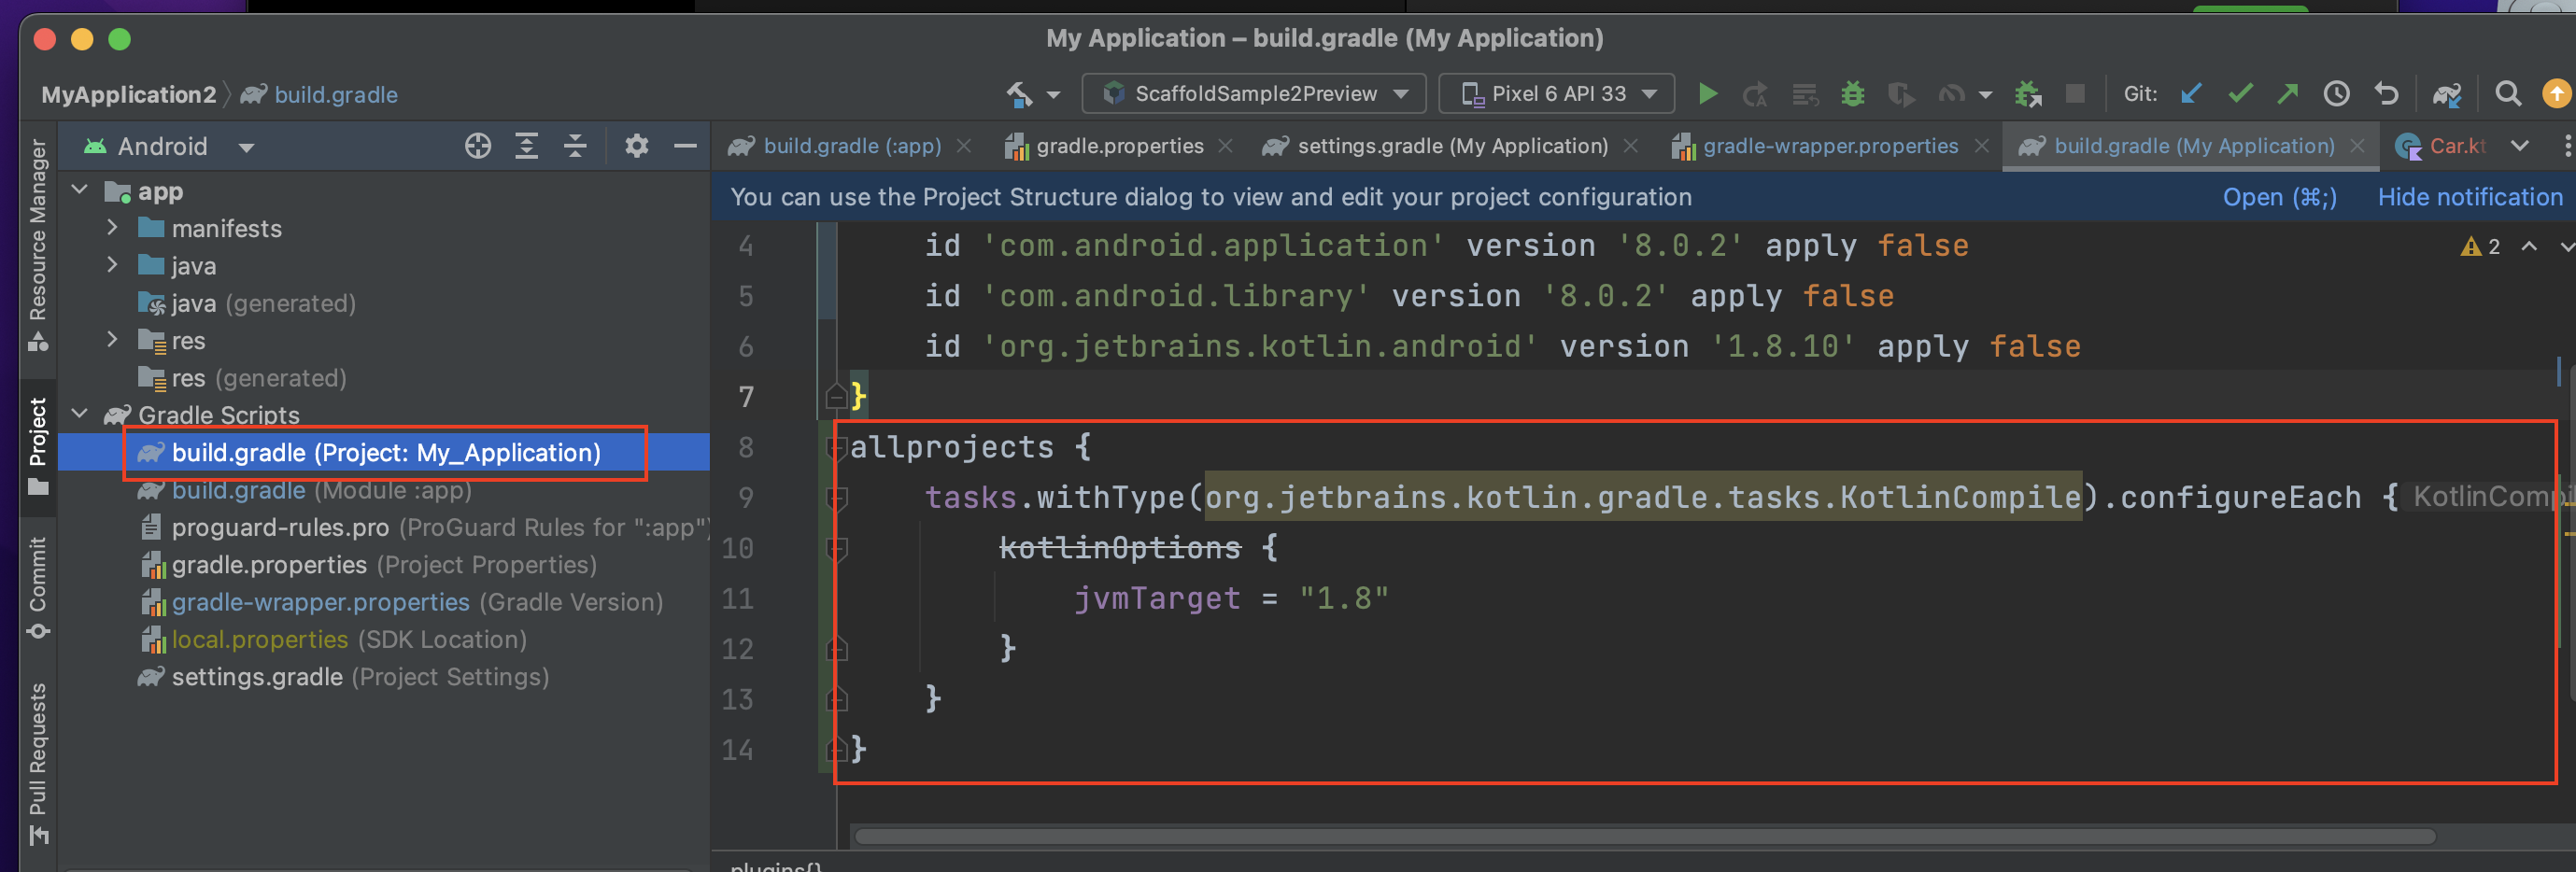 My Application – build.gradle (My Application)
MyApplication2 build.gradle
ScaffoldSample2Preview
Pixel 6 API 33
Git:
Resource Manager
Project
Commit
Pull Requests
Android
app
manifests
java
java (generated)
res
res (generated)
Gradle Scripts
build.gradle (Project: My_Application)
build.gradle (Module :app)
proguard-rules.pro (ProGuard Rules for ":app")
gradle.properties (Project Properties)
gradle-wrapper.properties (Gradle Version)
local.properties (SDK Location)
settings.gradle (Project Settings)
build.gradle (:app)
gradle.properties
settings.gradle (My Application)
gradle-wrapper.properties
build.gradle (My Application)
Car.kt
You can use the Project Structure dialog to view and edit your project configuration
Open (⌘;)
Hide notification
2
4 id 'com.android.application' version '8.0.2' apply false
5 id 'com.android.library' version '8.0.2' apply false
6 id 'org.jetbrains.kotlin.android' version '1.8.10' apply false
7 }
8 allprojects {
9 tasks.withType(org.jetbrains.kotlin.gradle.tasks.KotlinCompile).configureEach { KotlinCompil
10 kotlinOptions {
11 jvmTarget = "1.8"
12 }
13 }
14 }
plugins{}